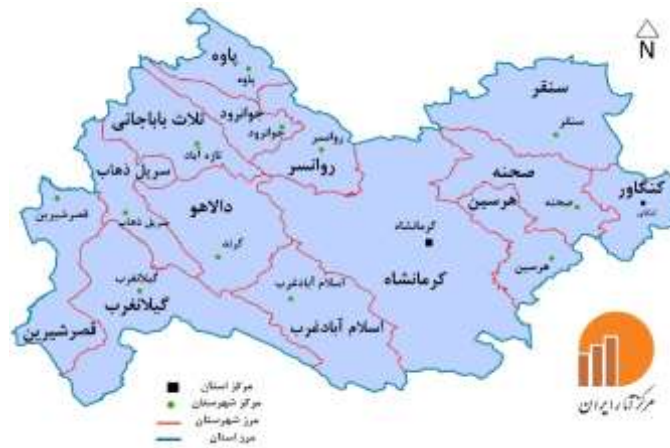 N
پاوه
پاوه
سنقر
سنقر
جوانرود
جوانرود
ثلاث باباجانی
تازه آباد
روانسر
روانسر
صحنه
صحنه
کنگاور
هرسین
هرسین
سرپل ذهاب
سرپل ذهاب
دالاهو
کرند
قصرشیرین
قصرشیرین
کرمانشاه
کرمانشاه
گیلانغرب
گیلانغرب
اسلام آبادغرب
اسلام آبادغرب
مرکز استان
مرکز شهرستان
مرز شهرستان
مرز استان
مرکز آمار ایران